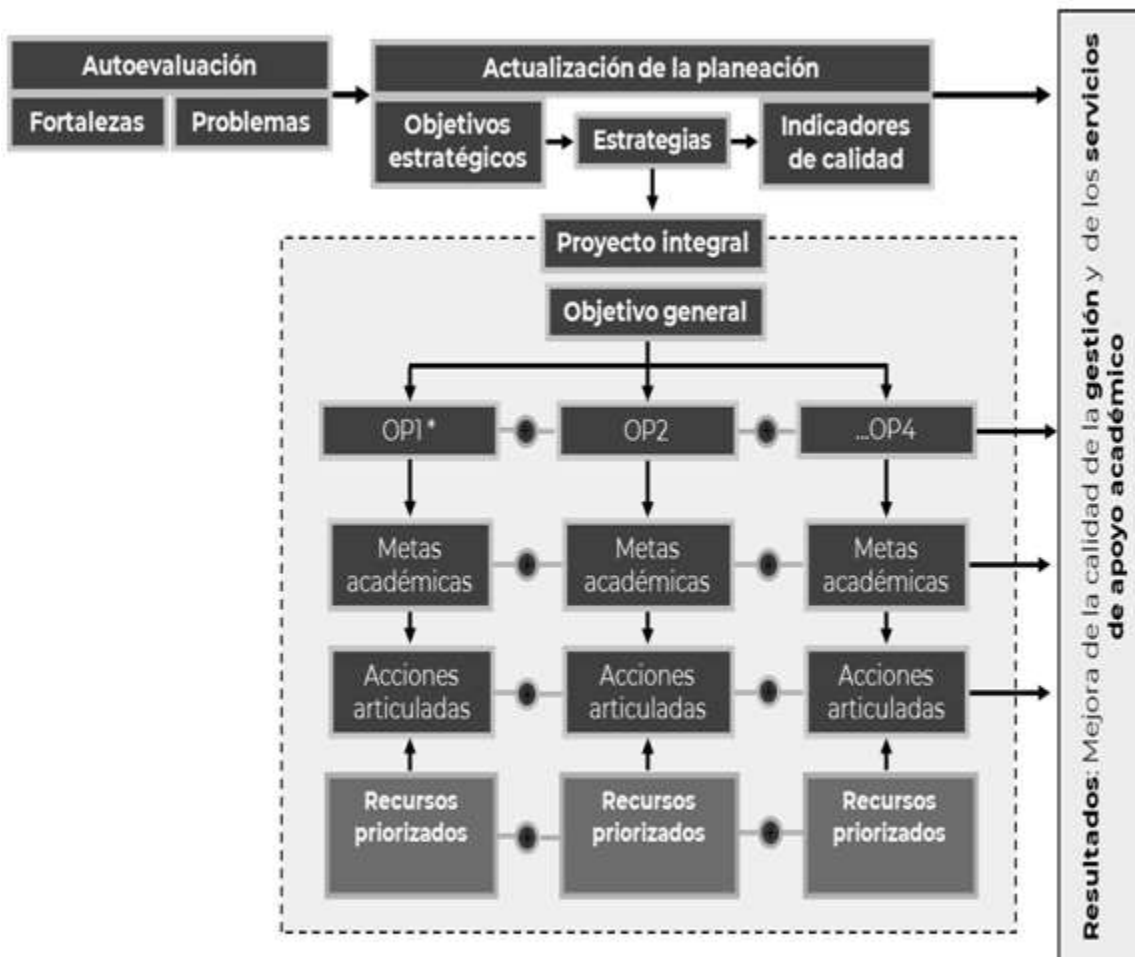 Autoevaluación
Fortalezas
Problemas
Actualización de la planeación
Objetivos
estratégicos
Estrategias
Indicadores
de calidad
Proyecto integral
Objetivo general
OP1 *
OP2
...OP4
Metas
académicas
Metas
académicas
Metas
académicas
Acciones
articuladas
Acciones
articuladas
Acciones
articuladas
Recursos
priorizados
Recursos
priorizados
Recursos
priorizados
Resultados: Mejora de la calidad de la gestión y de los servicios
de apoyo académico